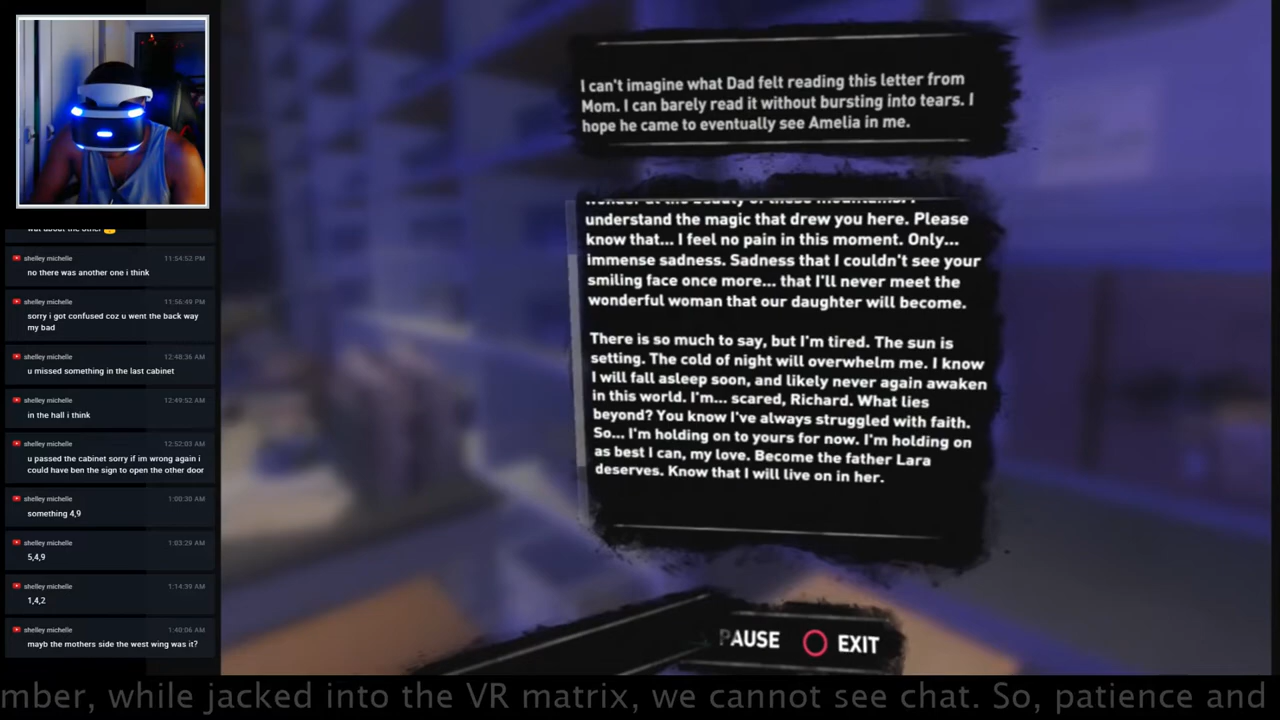 wat about the other
shelley michelle 11:54:52 PM
no there was another one i think
shelley michelle 11:56:49 PM
sorry i got confused coz u went the back way
my bad
shelley michelle 12:48:36 AM
u missed something in the last cabinet
shelley michelle 12:49:52 AM
in the hall i think
shelley michelle 12:52:03 AM
u passed the cabinet sorry if im wrong again i
could have ben the sign to open the other door
shelley michelle 1:00:30 AM
something 4,9
shelley michelle 1:03:29 AM
5,4,9
shelley michelle 1:14:39 AM
1,4,2
shelley michelle 1:40:06 AM
mayb the mothers side the west wing was it?
I can't imagine what Dad felt reading this letter from
Mom. I can barely read it without bursting into tears. I
hope he came to eventually see Amelia in me.
wonder at the beauty of these mountains. I
understand the magic that drew you here. Please
know that... I feel no pain in this moment. Only...
immense sadness. Sadness that I couldn't see your
smiling face once more... that I'll never meet the
wonderful woman that our daughter will become.
There is so much to say, but I'm tired. The sun is
setting. The cold of night will overwhelm me. I know
I will fall asleep soon, and likely never again awaken
in this world. I'm... scared, Richard. What lies
beyond? You know I've always struggled with faith.
So... I'm holding on to yours for now. I'm holding on
as best I can, my love. Become the father Lara
deserves. Know that I will live on in her.
PAUSE EXIT
mber, while jacked into the VR matrix, we cannot see chat. So, patience and